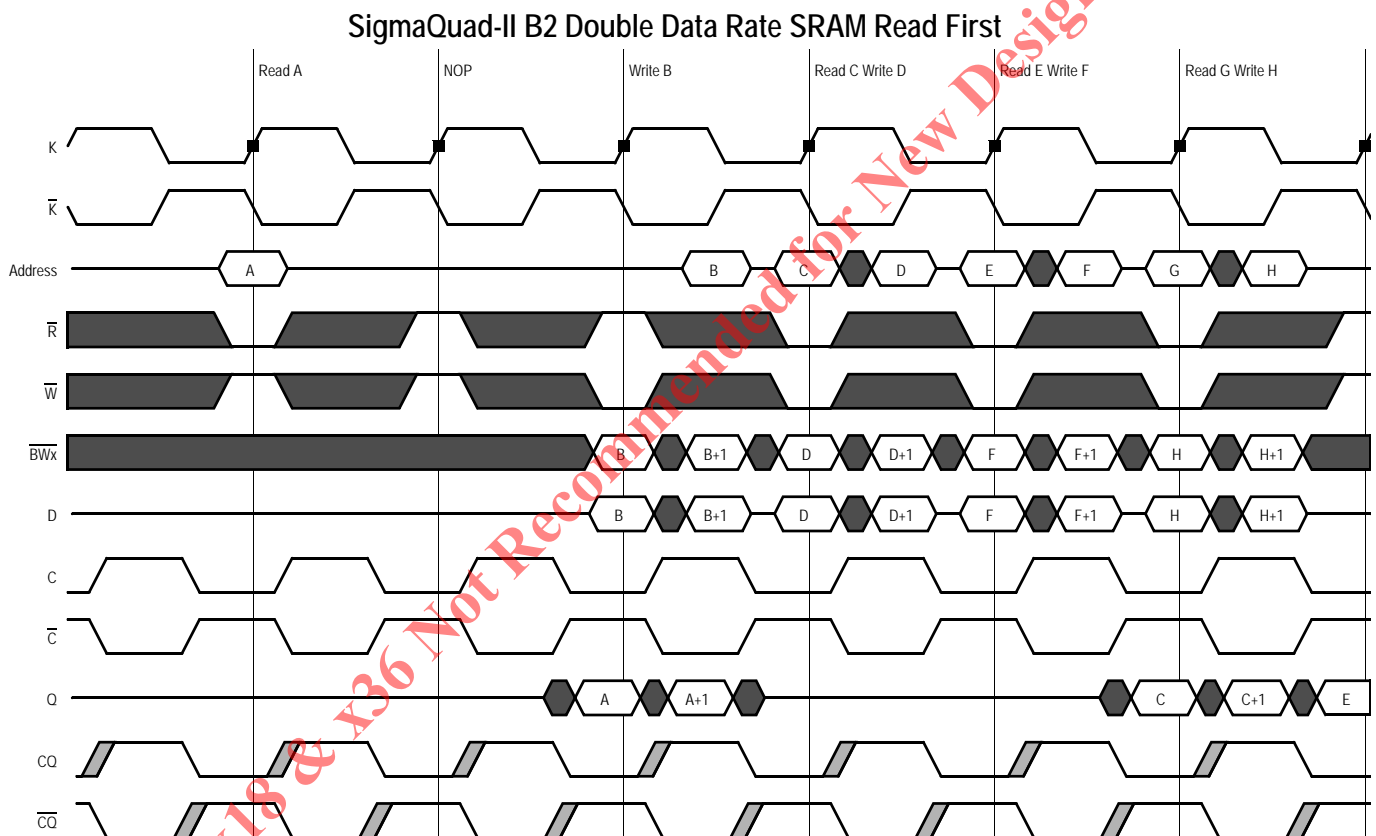 SigmaQuad-II B2 Double Data Rate SRAM Read First
Read A NOP Write B Read C Write D Read E Write F Read G Write H
K
K
Address A B C D E F G H
R
W
BWx B B+1 D D+1 F F+1 H H+1
D B B+1 D D+1 F F+1 H H+1
C
C
Q A A+1 C C+1 E
CQ
CQ
x18 & x36 Not Recommended for New Design